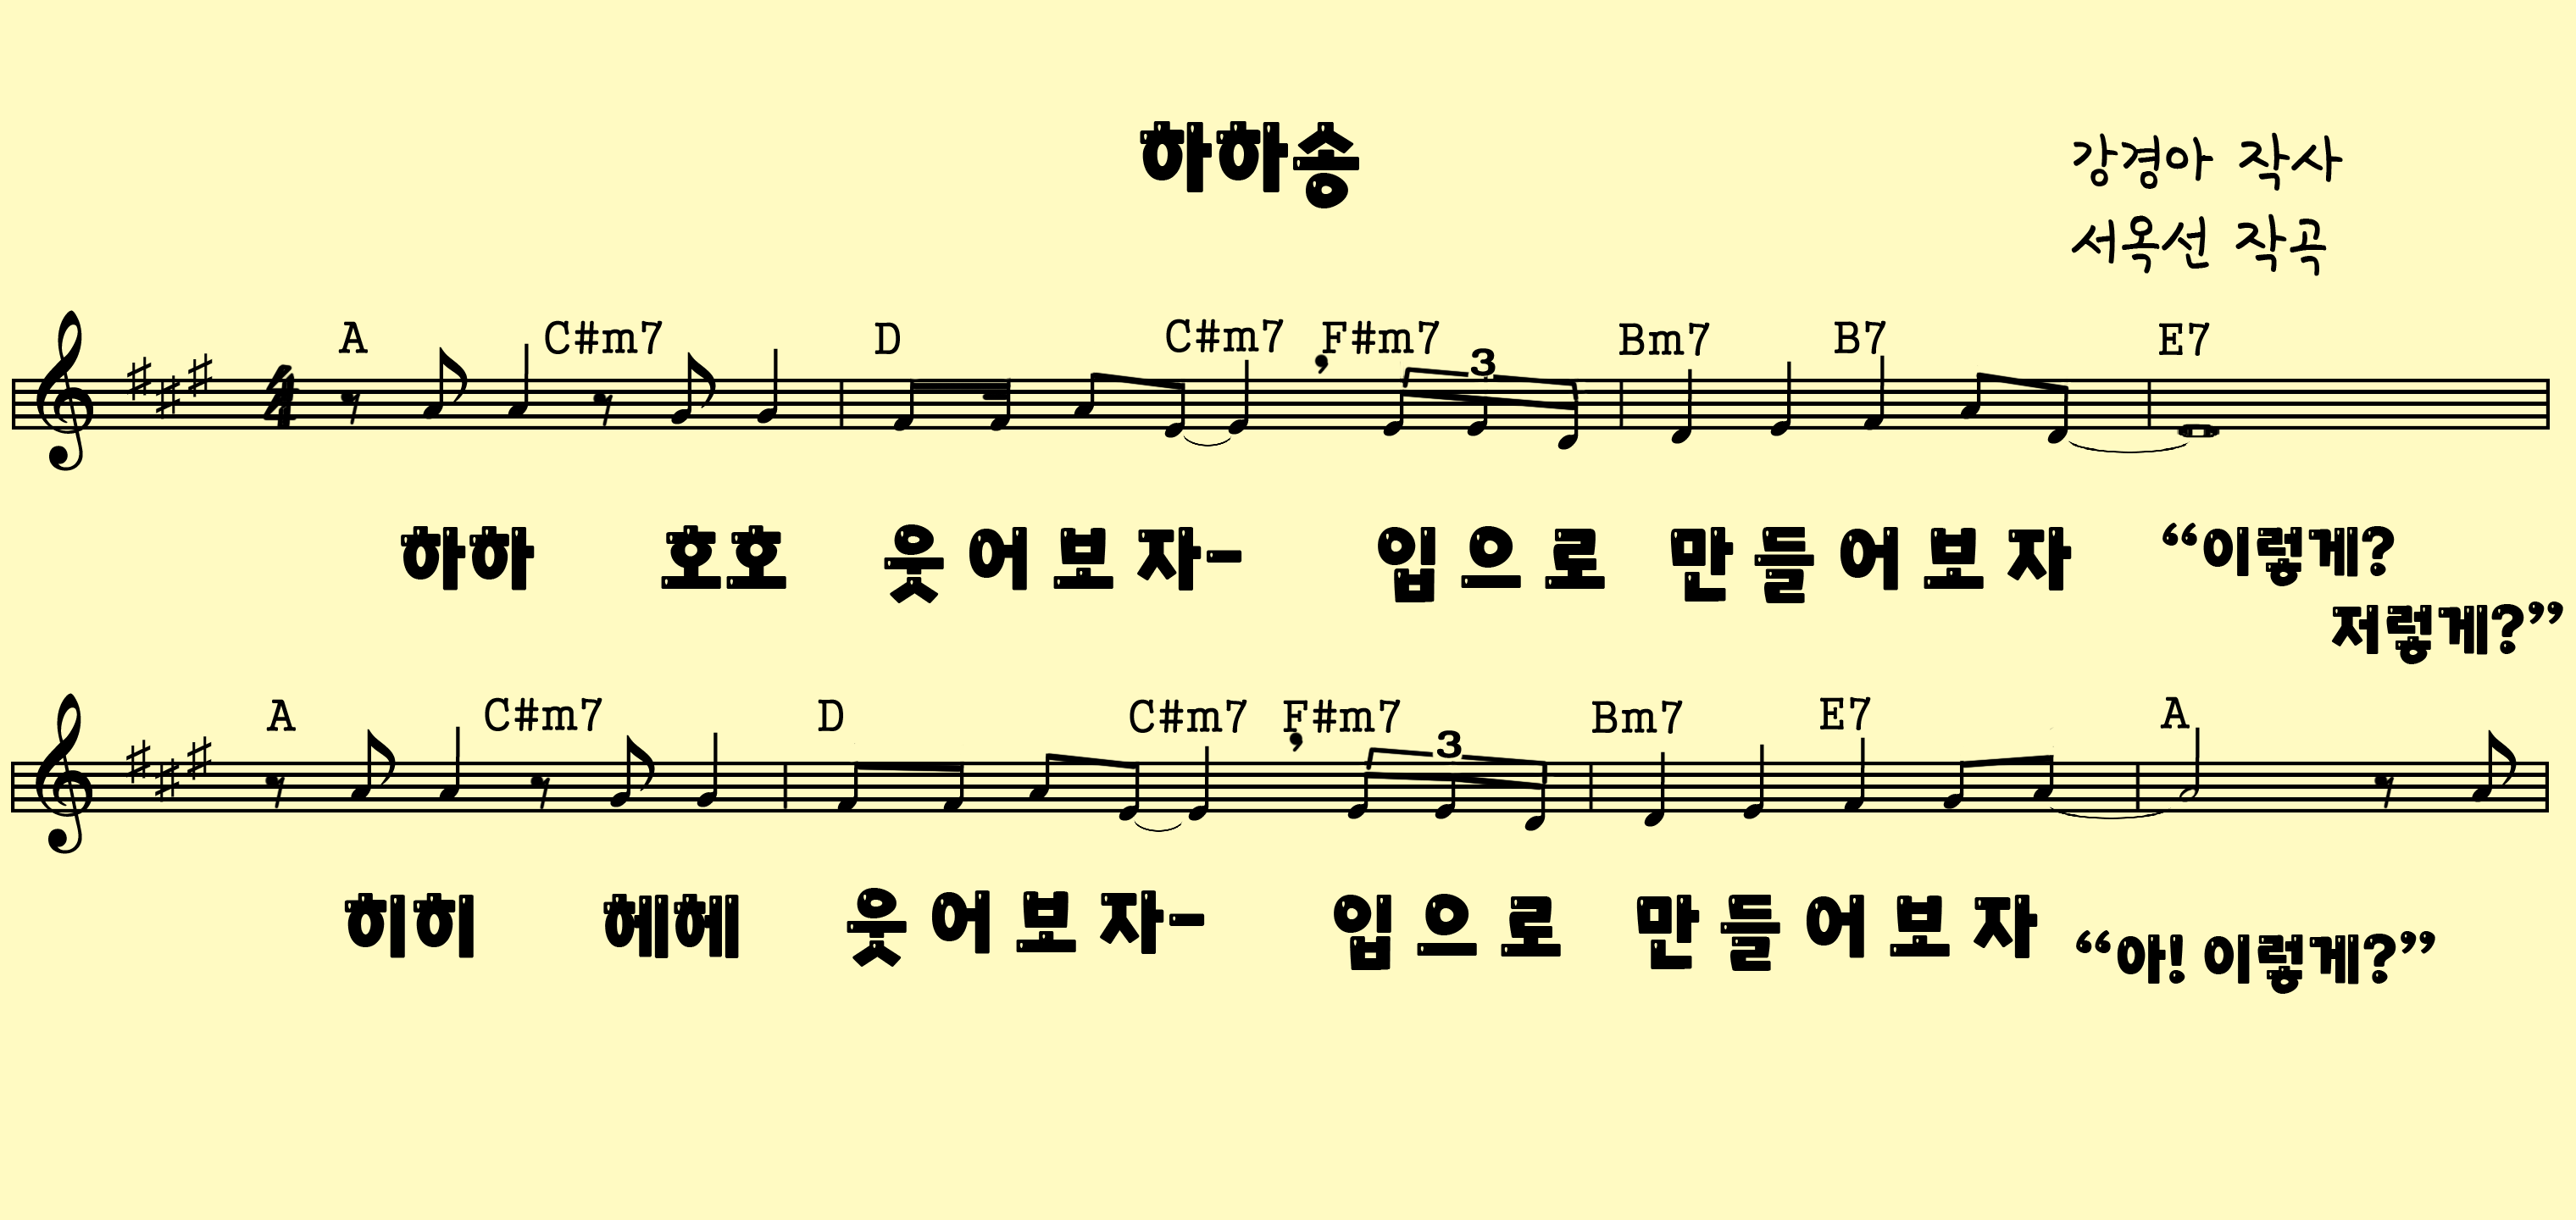 하하송
강경아 작사
서옥선 작곡
A C#m7 D C#m7 F#m7 Bm7 B7 E7
4
4
3
하하 호호 웃어보자- 입으로 만들어보자 “이렇게?
저렇게?”
A C#m7 D C#m7 F#m7 Bm7 E7 A
3
히히 헤헤 웃어보자- 입으로 만들어보자 “아! 이렇게?”